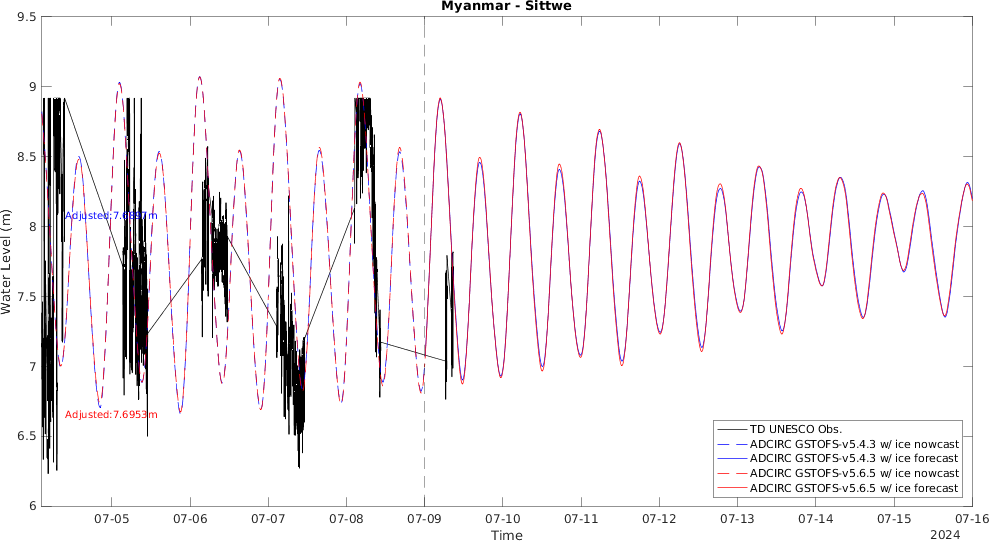 Myanmar - Sittwe
9.5
9
8.5
8
7.5
7
6.5
6
Water Level (m)
Adjusted:7.6953m
07-05
07-06
07-07
07-08
07-09
07-10
07-11
07-12
07-13
07-14
07-15
07-16
Time
2024
TD UNESCO Obs.
ADCIRC GSTOFS-v5.4.3 w/ ice nowcast
ADCIRC GSTOFS-v5.4.3 w/ ice forecast
ADCIRC GSTOFS-v5.6.5 w/ ice nowcast
ADCIRC GSTOFS-v5.6.5 w/ ice forecast